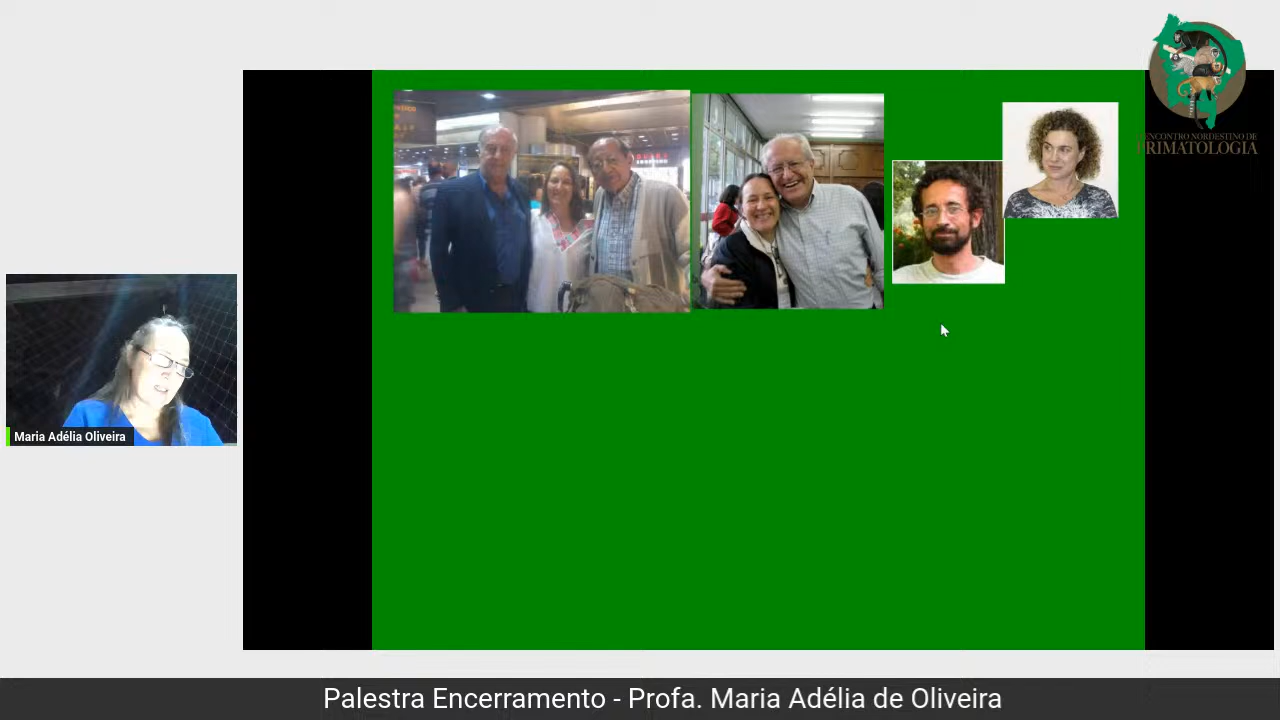 ENCONTRO NORDESTINO DE
PRIMATOLOGIA
Maria Adélia Oliveira
Palestra Encerramento - Profa. Maria Adélia de Oliveira